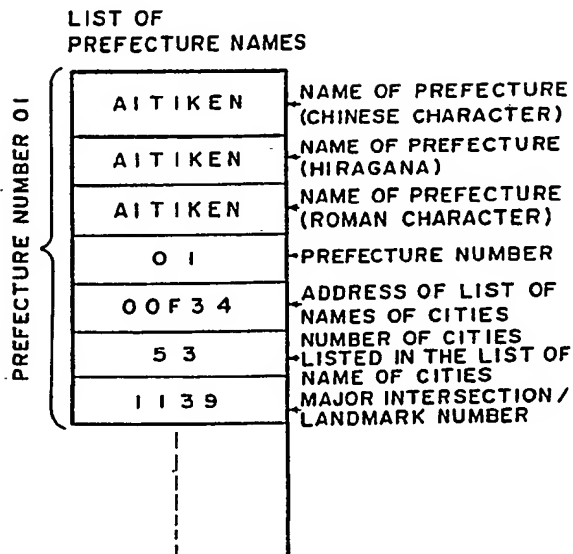 LIST OF
PREFECTURE NAMES
PREFECTURE NUMBER 01
AITIKEN
NAME OF PREFECTURE
(CHINESE CHARACTER)
AITIKEN
NAME OF PREFECTURE
(HIRAGANA)
AITIKEN
NAME OF PREFECTURE
(ROMAN CHARACTER)
01
PREFECTURE NUMBER
00F34
ADDRESS OF LIST OF
NAMES OF CITIES
53
NUMBER OF CITIES
LISTED IN THE LIST OF
NAME OF CITIES
1139
MAJOR INTERSECTION/
LANDMARK NUMBER